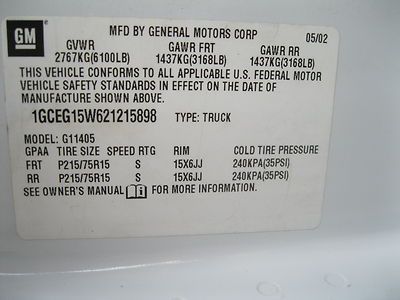 GM
MFD BY GENERAL MOTORS CORP 05/02
GVWR GAWR FRT GAWR RR
2767KG(6100LB) 1437KG(3168LB) 1437KG(3168LB)
THIS VEHICLE CONFORMS TO ALL APPLICABLE U.S. FEDERAL MOTOR
VEHICLE SAFETY STANDARDS IN EFFECT ON THE DATE OF
MANUFACTURE SHOWN ABOVE.
1GCEG15W621215898 TYPE: TRUCK
MODEL: G11405
GPAA TIRE SIZE SPEED RTG RIM COLD TIRE PRESSURE
FRT P215/75R15 S 15X6JJ 240KPA(35PSI)
RR P215/75R15 S 15X6JJ 240KPA(35PSI)
SEE OWNER'S MANUAL FOR MORE INFORMATION